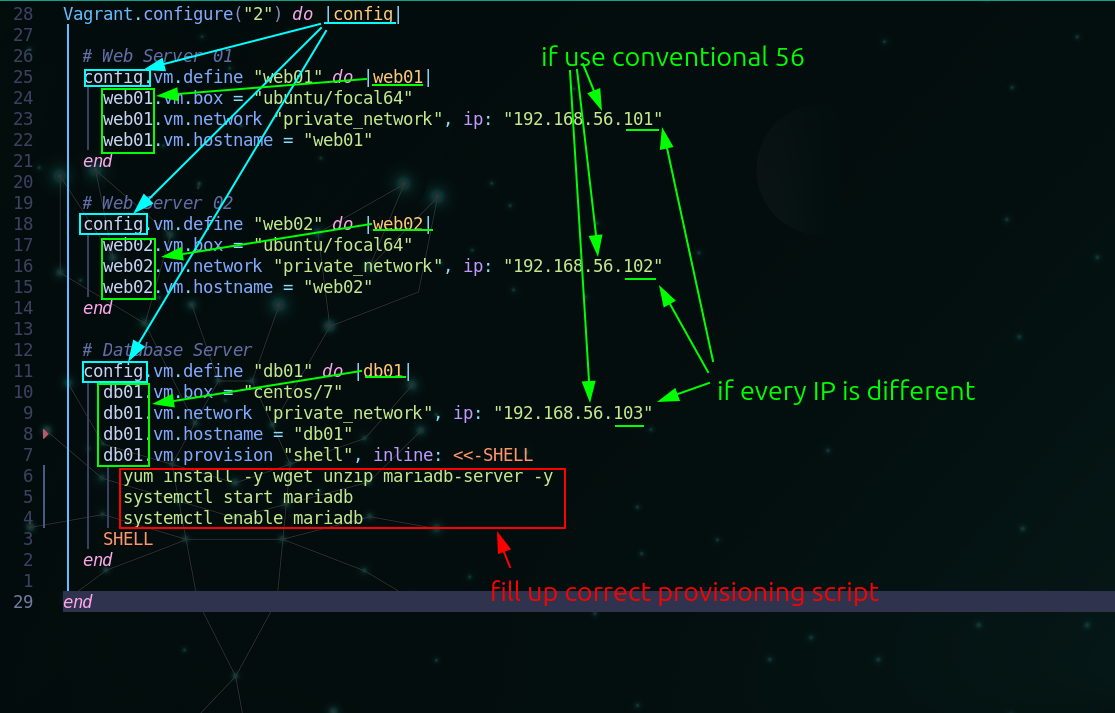 28 Vagrant.configure("2") do |config|
27
26 # Web Server 01
25 config.vm.define "web01" do |web01|
24 web01.vm.box = "ubuntu/focal64"
23 web01.vm.network "private_network", ip: "192.168.56.101"
22 web01.vm.hostname = "web01"
21 end
20
19 # Web Server 02
18 config.vm.define "web02" do |web02|
17 web02.vm.box = "ubuntu/focal64"
16 web02.vm.network "private_network", ip: "192.168.56.102"
15 web02.vm.hostname = "web02"
14 end
13
12 # Database Server
11 config.vm.define "db01" do |db01|
10 db01.vm.box = "centos/7"
9 db01.vm.network "private_network", ip: "192.168.56.103"
8 db01.vm.hostname = "db01"
7 db01.vm.provision "shell", inline: <<-SHELL
6 yum install -y wget unzip mariadb-server -y
5 systemctl start mariadb
4 systemctl enable mariadb
3 SHELL
2 end
1
29 end
if use conventional 56
if every IP is different
fill up correct provisioning script